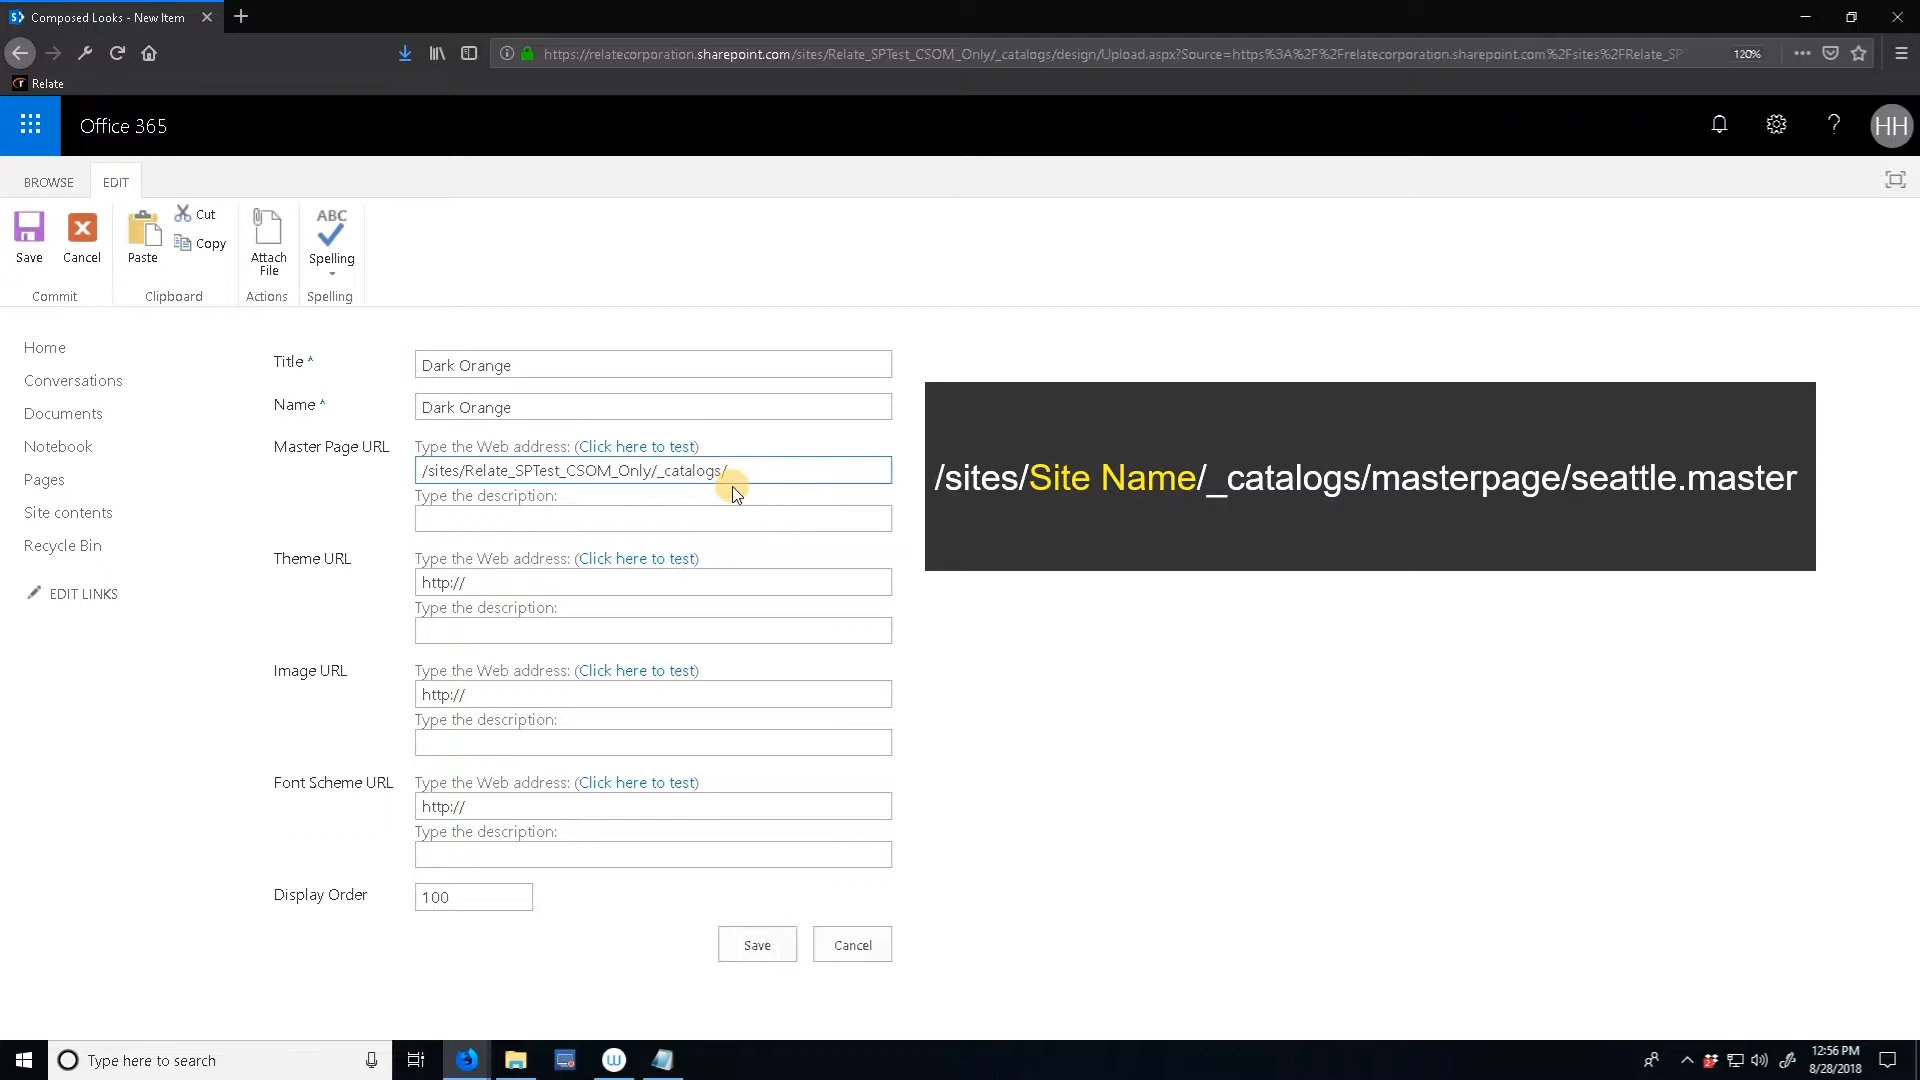 Composed Looks - New Item
https://relatecorporation.sharepoint.com/sites/Relate_SPTest_CSOM_Only/_catalogs/design/Upload.aspx?Source=https%3A%2F%2Frelatecorporation.sharepoint.com%2Fsites%2FRelate_SP
120%
Relate
Office 365
HH
BROWSE
EDIT
Save
Cancel
Paste
Cut
Copy
Attach
File
ABC
Spelling
Commit
Clipboard
Actions
Spelling
Home
Conversations
Documents
Notebook
Pages
Site contents
Recycle Bin
EDIT LINKS
Title *
Dark Orange
Name *
Dark Orange
Master Page URL
Type the Web address: (Click here to test)
/sites/Relate_SPTest_CSOM_Only/_catalogs/
Type the description:
Theme URL
Type the Web address: (Click here to test)
http://
Type the description:
Image URL
Type the Web address: (Click here to test)
http://
Type the description:
Font Scheme URL
Type the Web address: (Click here to test)
http://
Type the description:
Display Order
100
Save
Cancel
/sites/Site Name/_catalogs/masterpage/seattle.master
Type here to search
12:56 PM
8/28/2018